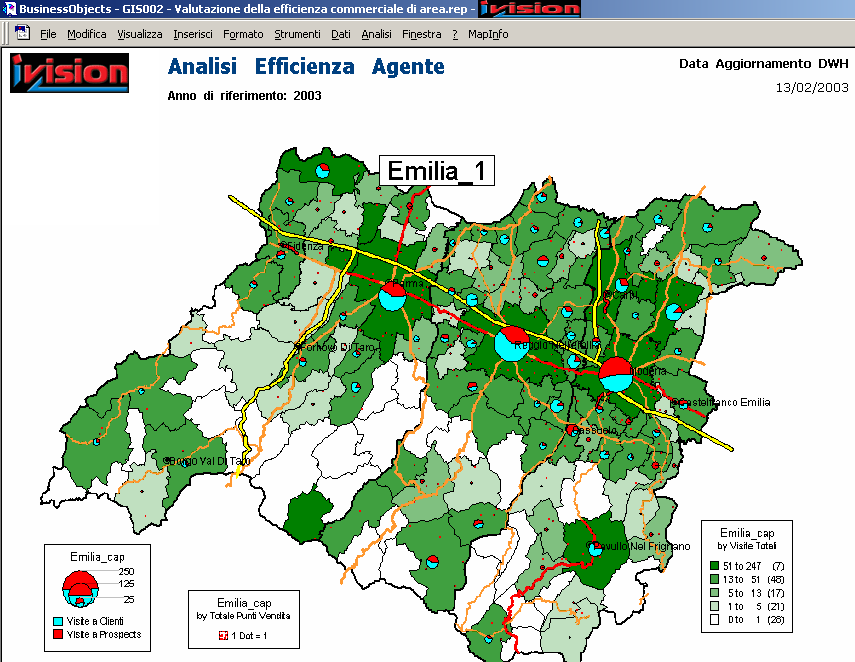 BusinessObjects - GIS002 - Valutazione della efficienza commerciale di area.rep - ivision
File Modifica Visualizza Inserisci Formato Strumenti Dati Analisi Finestra ? MapInfo
ivision
Analisi Efficienza Agente
Data Aggiornamento DWH
13/02/2003
Anno di riferimento: 2003
Emilia_1
Fidenza
Parma
Carpi
Fornovo Di Taro
Reggio Nell'Emilia
Modena
Castelfranco Emilia
Sassuolo
Borgo Val Di Taro
Pavullo Nel Frignano
Emilia_cap
250
125
25
Visite a Clienti
Visite a Prospects
Emilia_cap
by Totale Punti Vendita
1 Dot = 1
Emilia_cap
by Visite Totali
51 to 247 (7)
13 to 51 (48)
5 to 13 (17)
1 to 5 (21)
0 to 1 (26)